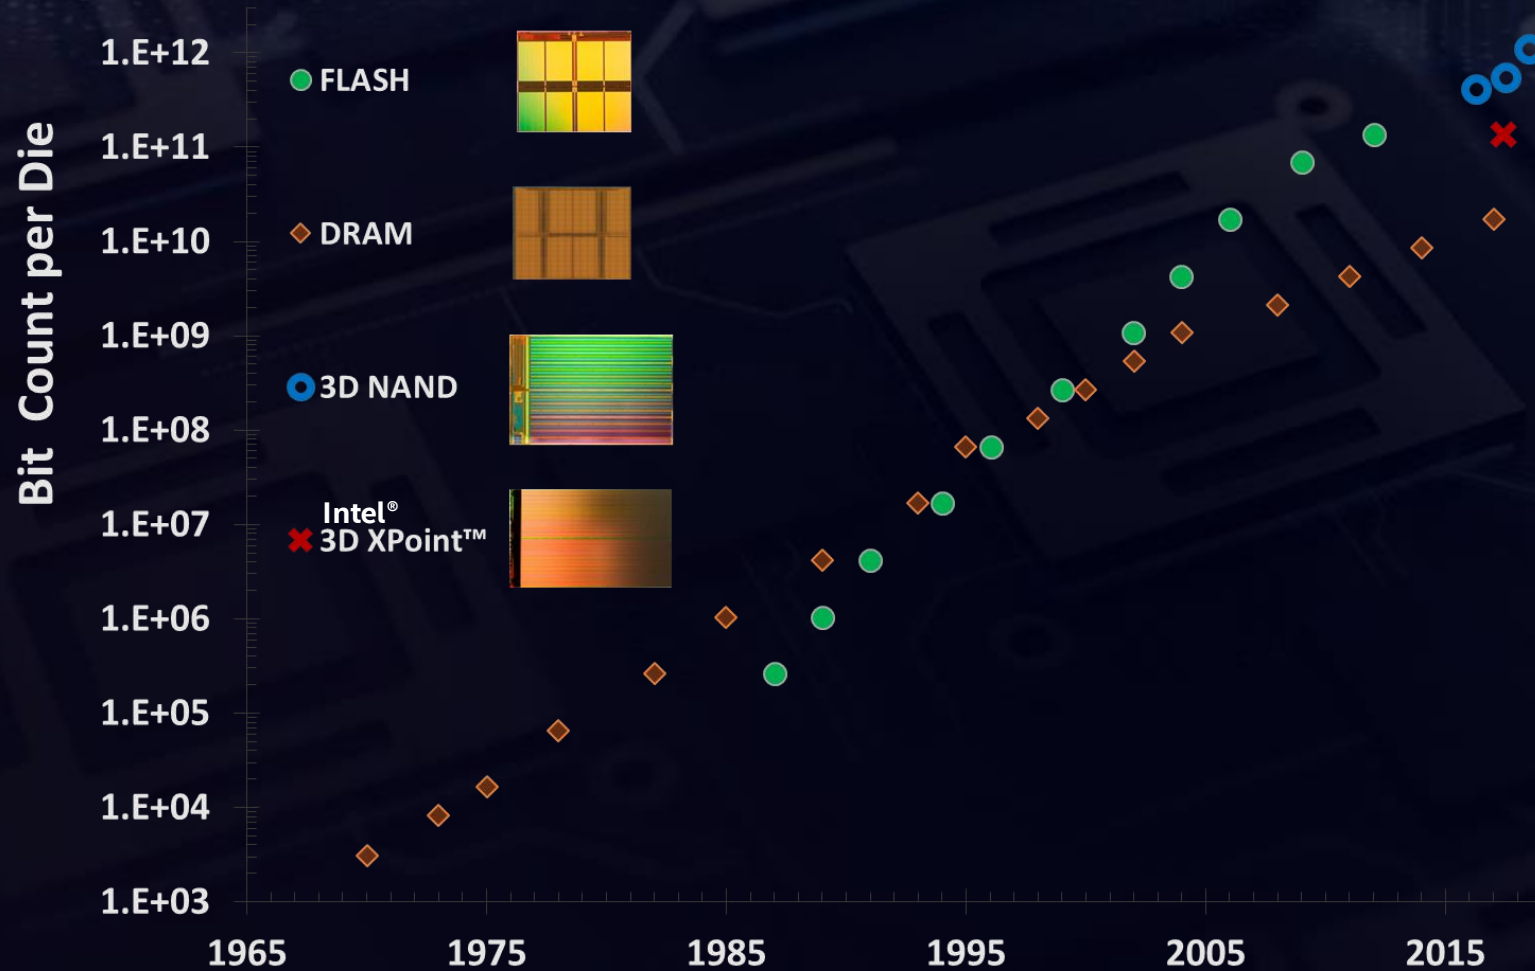 Bit Count per Die
1.E+12
1.E+11
1.E+10
1.E+09
1.E+08
1.E+07
1.E+06
1.E+05
1.E+04
1.E+03
FLASH
DRAM
3D NAND
Intel®
3D XPoint™
1965 1975 1985 1995 2005 2015